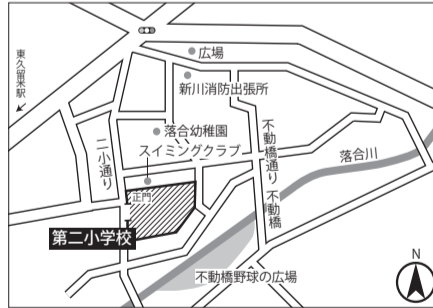 広場
東久留米駅
新川消防出張所
落合幼稚園
スイミングクラブ
二小通り
不動橋通り
不動橋
落合川
正門
第二小学校
不動橋野球の広場
N